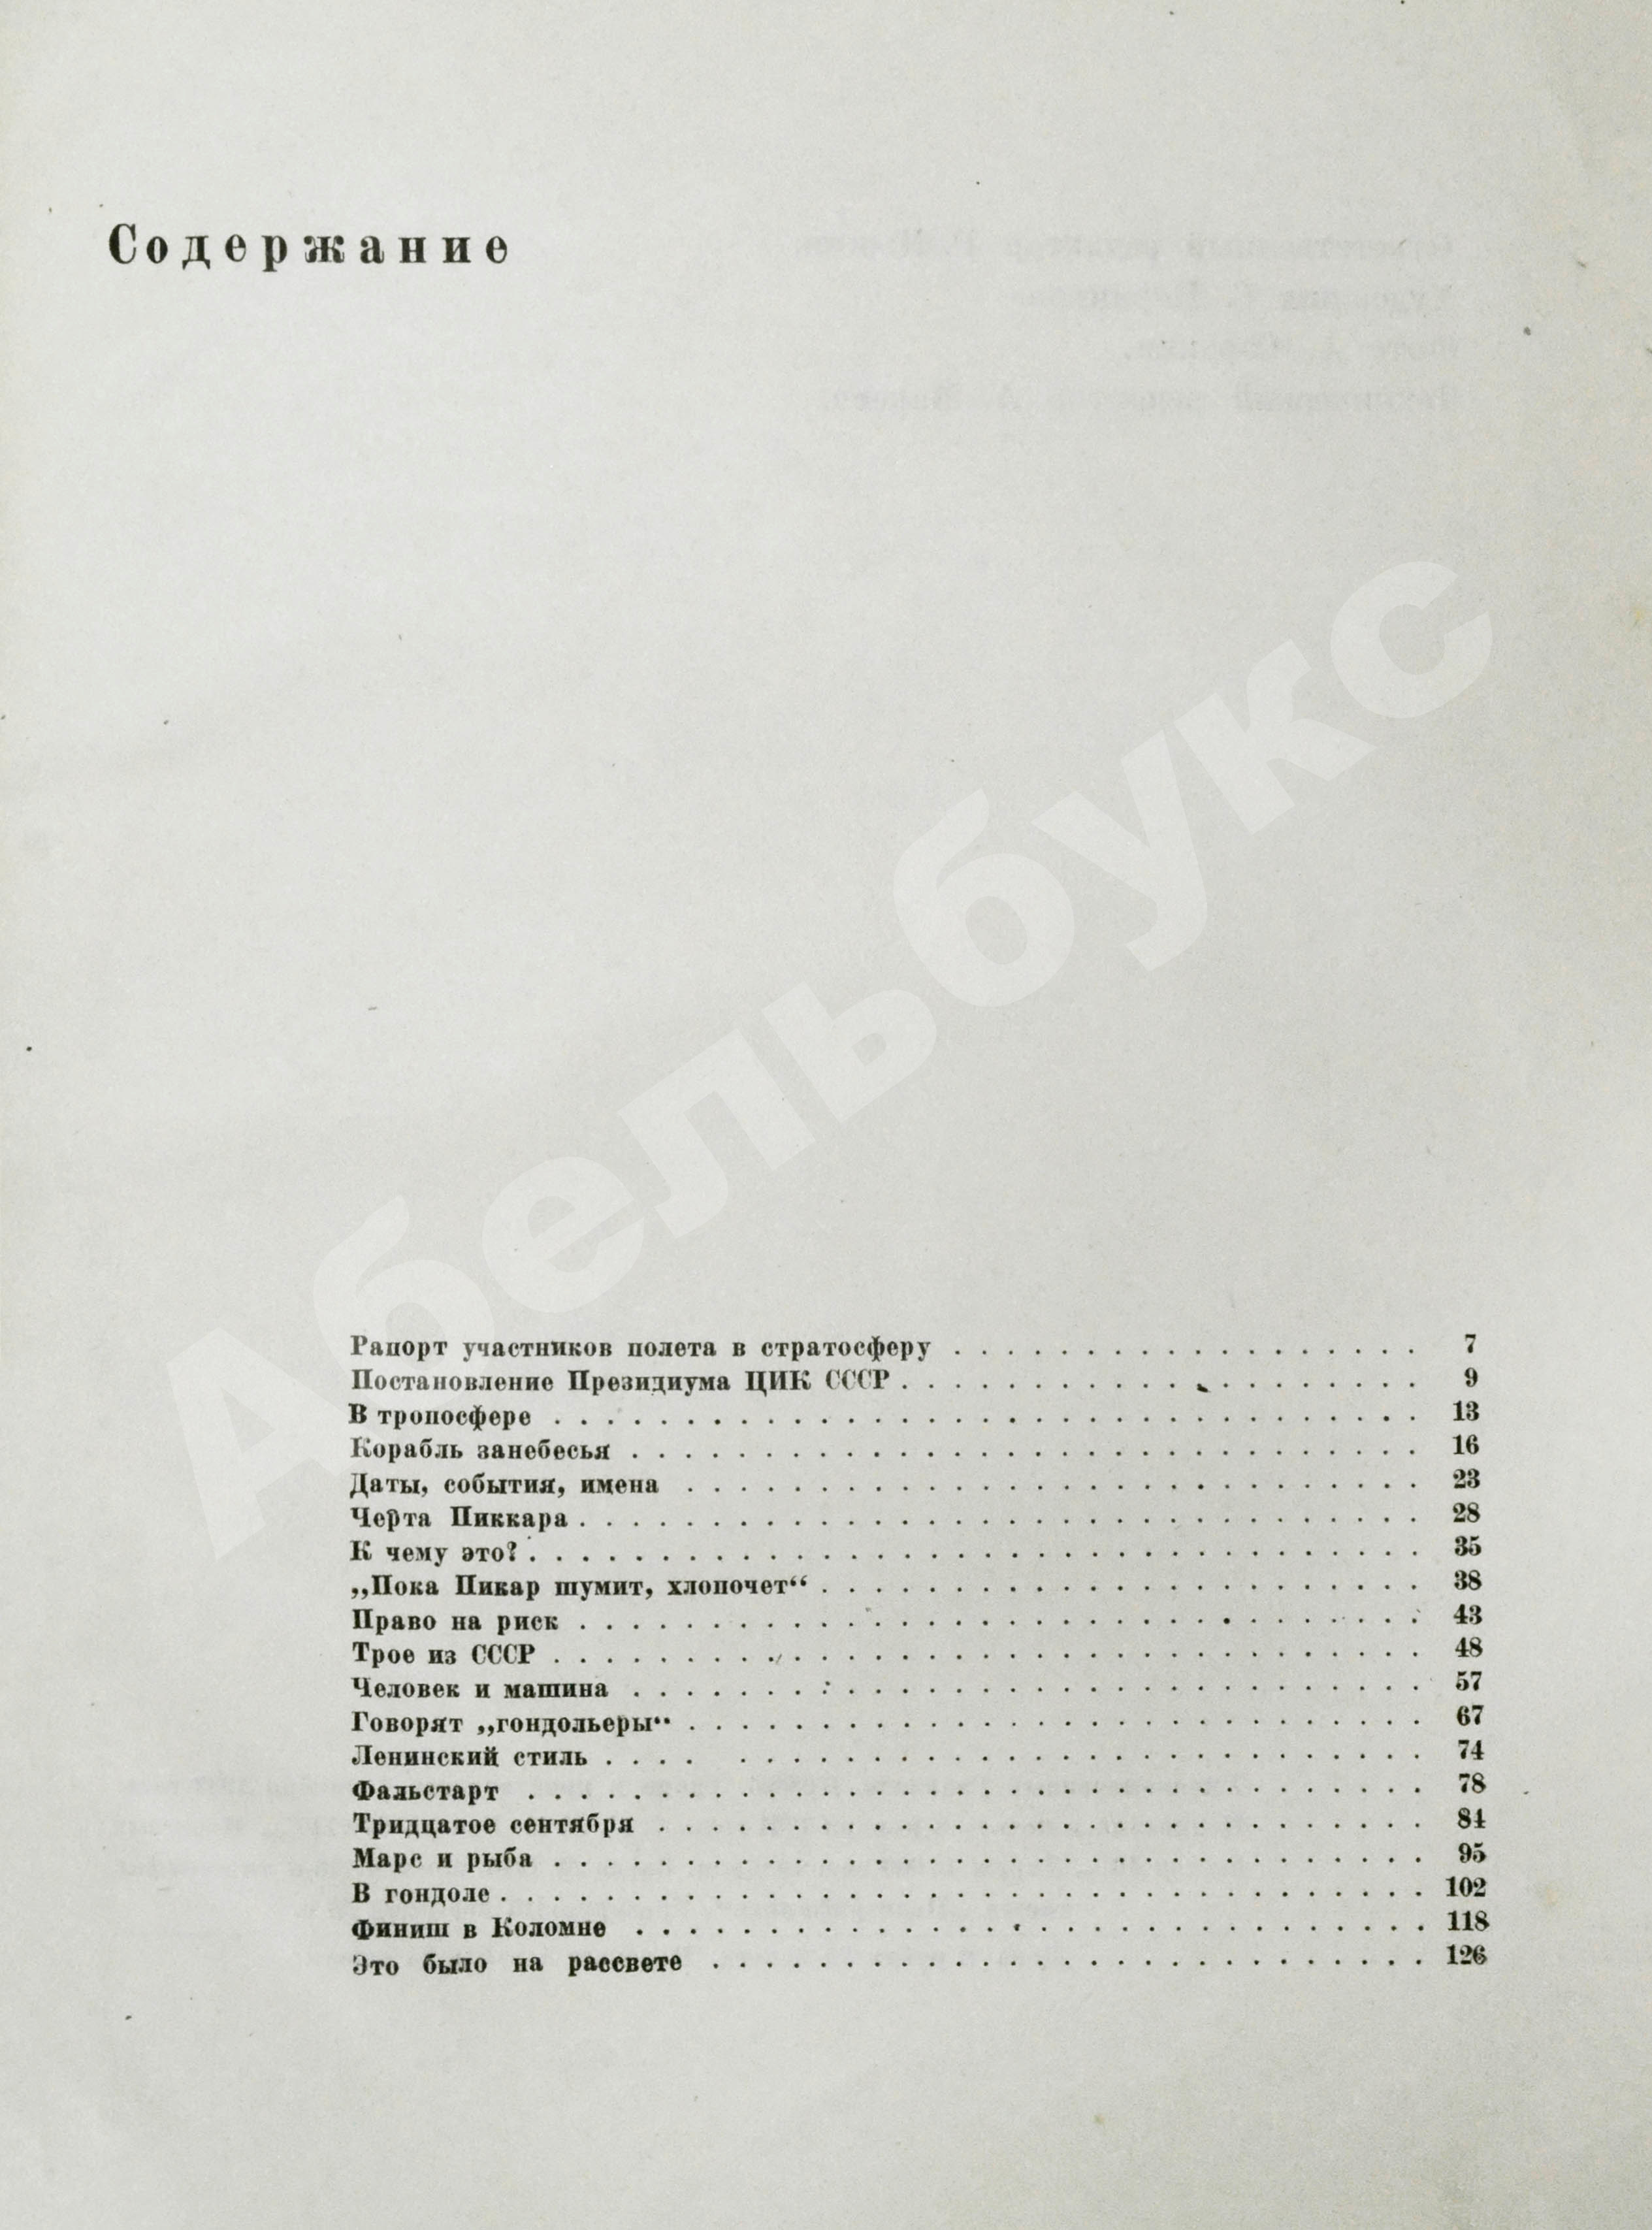 Содержание
Абельбукс
Рапорт участников полета в стратосферу . . . . . . . . . . . . . . . . . . 7
Постановление Президиума ЦИК СССР . . . . . . . . . . . . . . . . . . . . 9
В тропосфере . . . . . . . . . . . . . . . . . . . . . . . . . . . . . . . . . 13
Корабль занебесья . . . . . . . . . . . . . . . . . . . . . . . . . . . . . . 16
Даты, события, имена . . . . . . . . . . . . . . . . . . . . . . . . . . . . 23
Черта Пиккара . . . . . . . . . . . . . . . . . . . . . . . . . . . . . . . . 28
К чему это? . . . . . . . . . . . . . . . . . . . . . . . . . . . . . . . . . . 35
„Пока Пикар шумит, хлопочет“ . . . . . . . . . . . . . . . . . . . . . . . 38
Право на риск . . . . . . . . . . . . . . . . . . . . . . . . . . . . . . . . 43
Трое из СССР . . . . . . . . . . . . . . . . . . . . . . . . . . . . . . . . . 48
Человек и машина . . . . . . . . . . . . . . . . . . . . . . . . . . . . . . 57
Говорят „гондольеры“ . . . . . . . . . . . . . . . . . . . . . . . . . . . . 67
Ленинский стиль . . . . . . . . . . . . . . . . . . . . . . . . . . . . . . 74
Фальстарт . . . . . . . . . . . . . . . . . . . . . . . . . . . . . . . . . . 78
Тридцатое сентября . . . . . . . . . . . . . . . . . . . . . . . . . . . . . 84
Марс и рыба . . . . . . . . . . . . . . . . . . . . . . . . . . . . . . . . . 95
В гондоле . . . . . . . . . . . . . . . . . . . . . . . . . . . . . . . . . . . 102
Финиш в Коломне . . . . . . . . . . . . . . . . . . . . . . . . . . . . . . 118
Это было на рассвете . . . . . . . . . . . . . . . . . . . . . . . . . . . 126